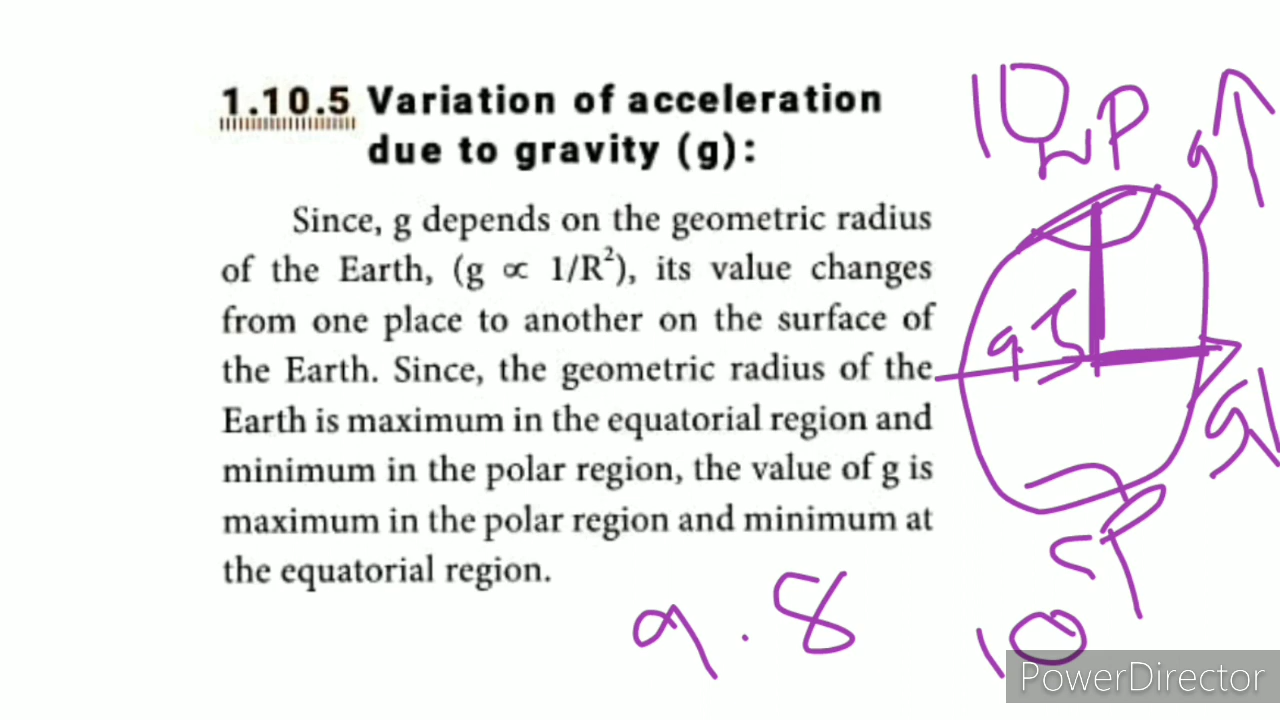 1.10.5 Variation of acceleration
due to gravity (g):
Since, g depends on the geometric radius
of the Earth, (g ∝ 1/R²), its value changes
from one place to another on the surface of
the Earth. Since, the geometric radius of the
Earth is maximum in the equatorial region and
minimum in the polar region, the value of g is
maximum in the polar region and minimum at
the equatorial region.
10
NP
g↑
9.5
g↓
SP
9.8
10
PowerDirector